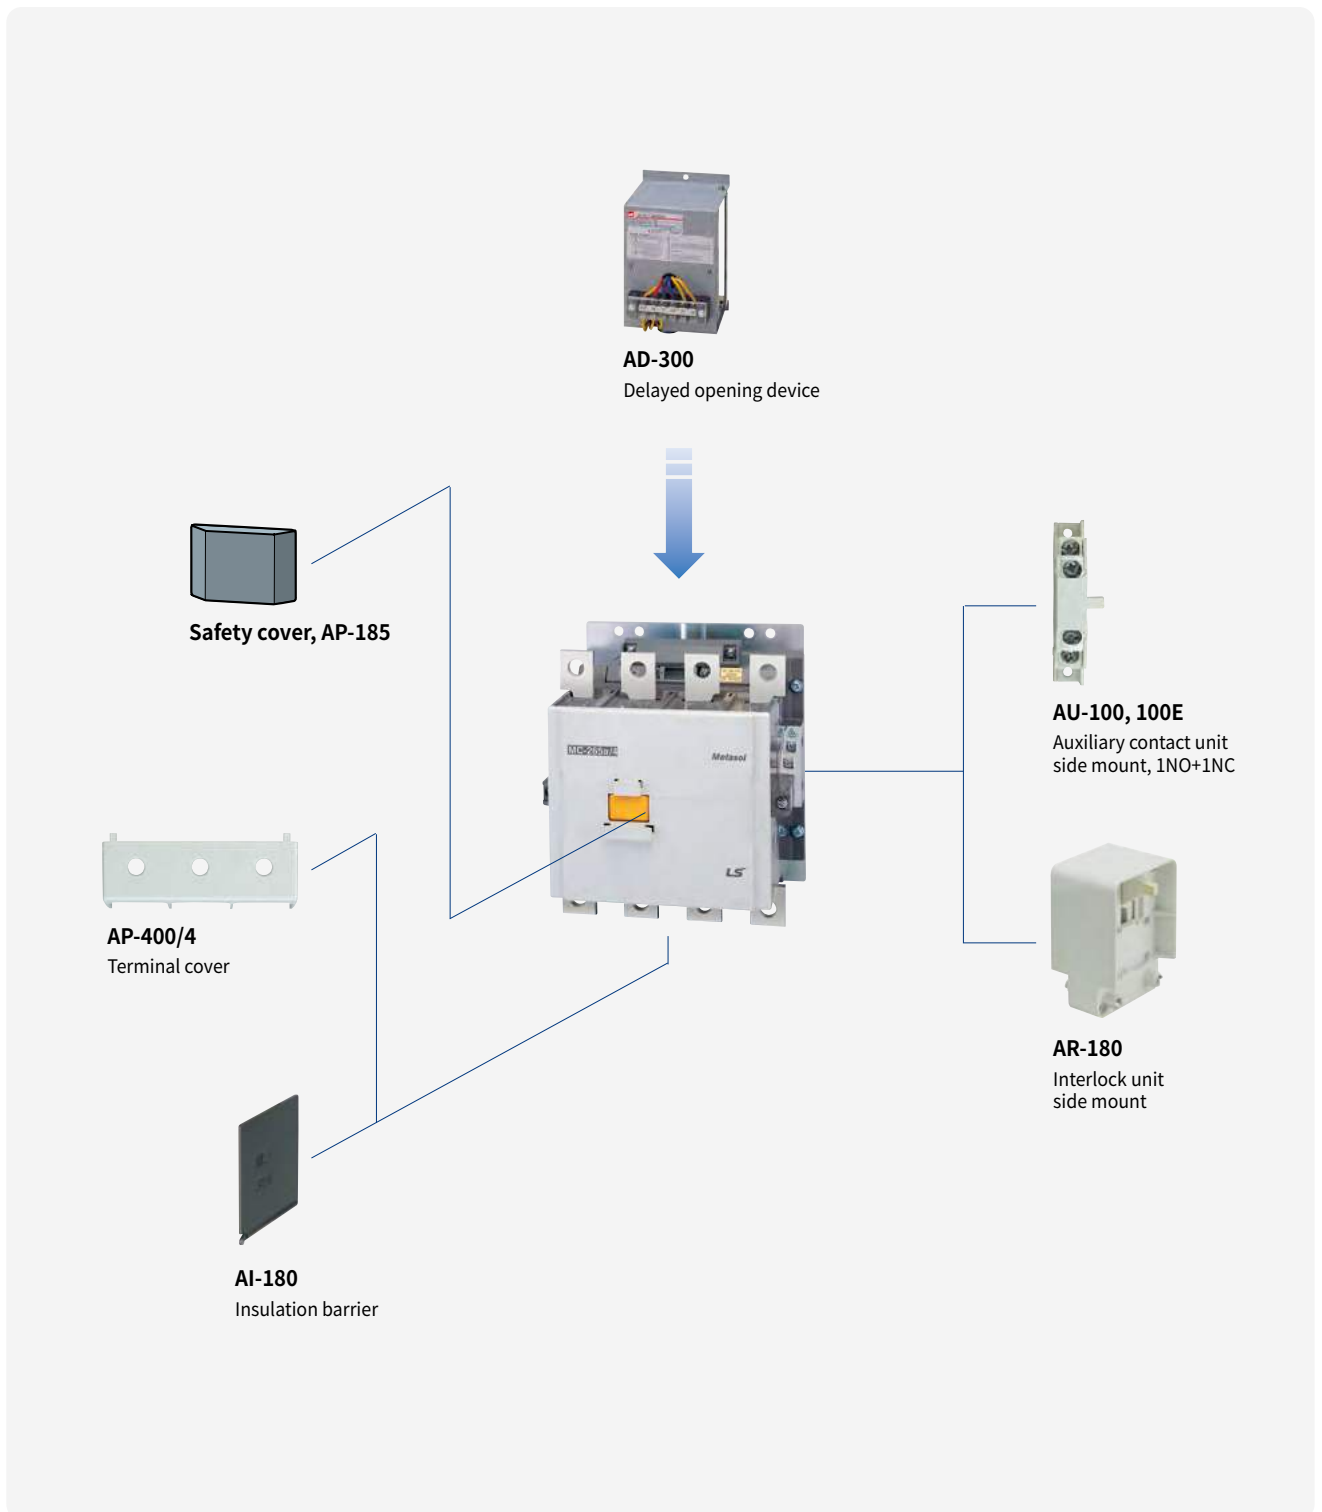 AD-300
Delayed opening device
Safety cover, AP-185
AU-100, 100E
Auxiliary contact unit
side mount, 1NO+1NC
Metasol
LS
AP-400/4
Terminal cover
AR-180
Interlock unit
side mount
AI-180
Insulation barrier